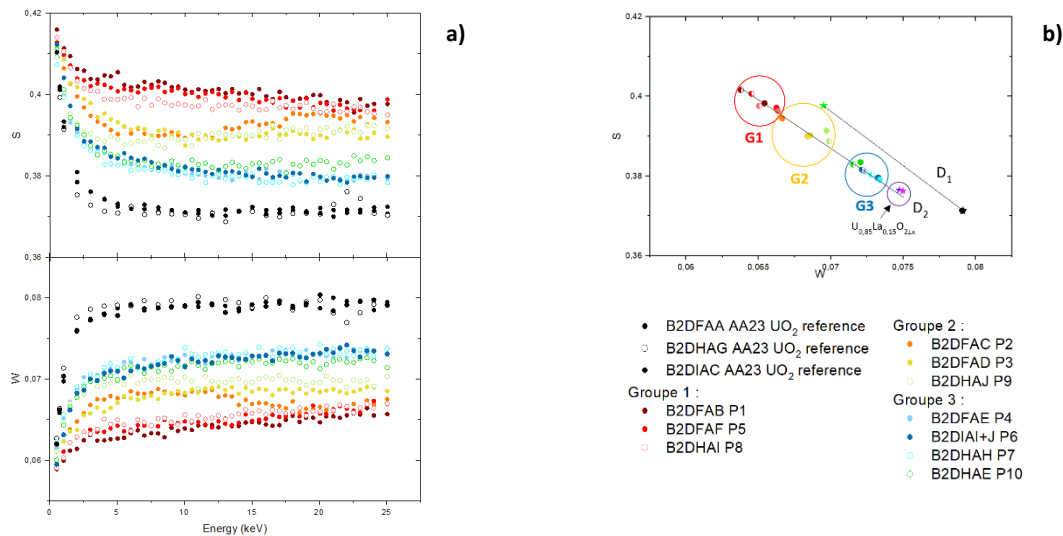 a)
0,42
0,4
0,38
0,36
S
0,08
0,07
0,06
W
0 5 10 15 20 25
Energy (keV)
b)
0,42
0,4
0,38
0,36
S
G1
G2
G3
D1
D2
U0,85La0,15O2±x
0,06 0,065 0,07 0,075 0,08
W
B2DFAA AA23 UO2 reference
B2DHAG AA23 UO2 reference
B2DIAC AA23 UO2 reference
Groupe 1 :
B2DFAB P1
B2DFAF P5
B2DHAI P8
Groupe 2 :
B2DFAC P2
B2DFAD P3
B2DHAJ P9
Groupe 3 :
B2DFAE P4
B2DIAI+J P6
B2DHAH P7
B2DHAE P10